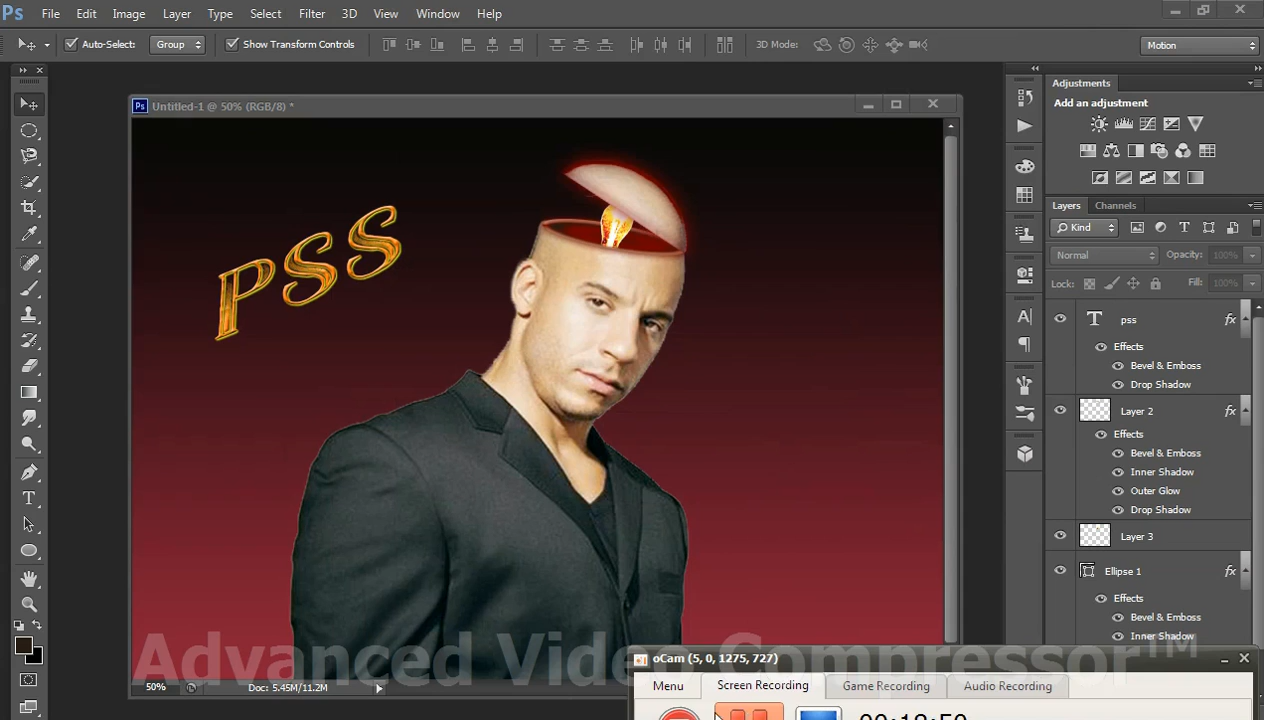 Ps File Edit Image Layer Type Select Filter 3D View Window Help
Auto-Select: Group Show Transform Controls 3D Mode: Motion
Untitled-1 @ 50% (RGB/8) *
Adjustments
Add an adjustment
PSS
Layers Channels
Kind
Normal Opacity: 100%
Lock: Fill: 100%
T pss fx
Effects
Bevel & Emboss
Drop Shadow
Layer 2 fx
Effects
Bevel & Emboss
Inner Shadow
Outer Glow
Drop Shadow
Layer 3
Ellipse 1 fx
Effects
Bevel & Emboss
Inner Shadow
Advanced Video Compressor™
50% Doc: 5.45M/11.2M
oCam (5, 0, 1275, 727)
Menu Screen Recording Game Recording Audio Recording